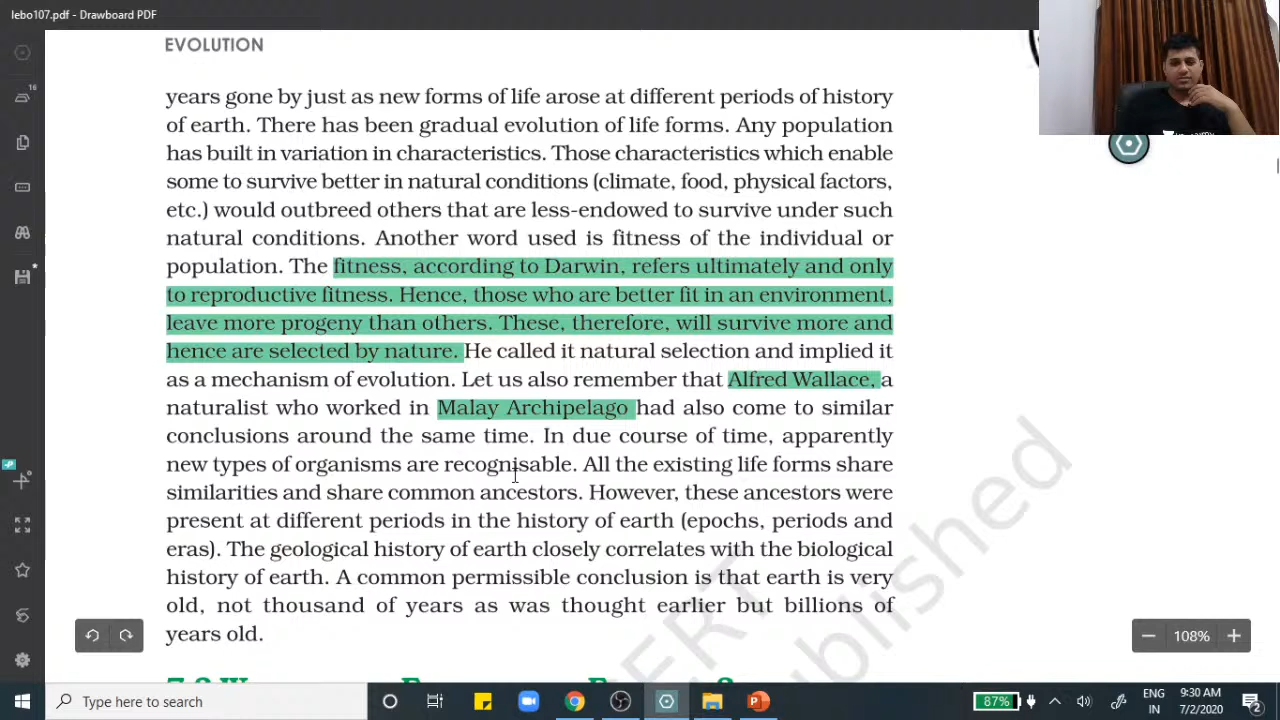 lebo107.pdf - Drawboard PDF
EVOLUTION
years gone by just as new forms of life arose at different periods of history
of earth. There has been gradual evolution of life forms. Any population
has built in variation in characteristics. Those characteristics which enable
some to survive better in natural conditions (climate, food, physical factors,
etc.) would outbreed others that are less-endowed to survive under such
natural conditions. Another word used is fitness of the individual or
population. The fitness, according to Darwin, refers ultimately and only
to reproductive fitness. Hence, those who are better fit in an environment,
leave more progeny than others. These, therefore, will survive more and
hence are selected by nature. He called it natural selection and implied it
as a mechanism of evolution. Let us also remember that Alfred Wallace, a
naturalist who worked in Malay Archipelago had also come to similar
conclusions around the same time. In due course of time, apparently
new types of organisms are recognisable. All the existing life forms share
similarities and share common ancestors. However, these ancestors were
present at different periods in the history of earth (epochs, periods and
eras). The geological history of earth closely correlates with the biological
history of earth. A common permissible conclusion is that earth is very
old, not thousand of years as was thought earlier but billions of
years old.
108%
Type here to search
87%
ENG
IN
9:30 AM
7/2/2020
2